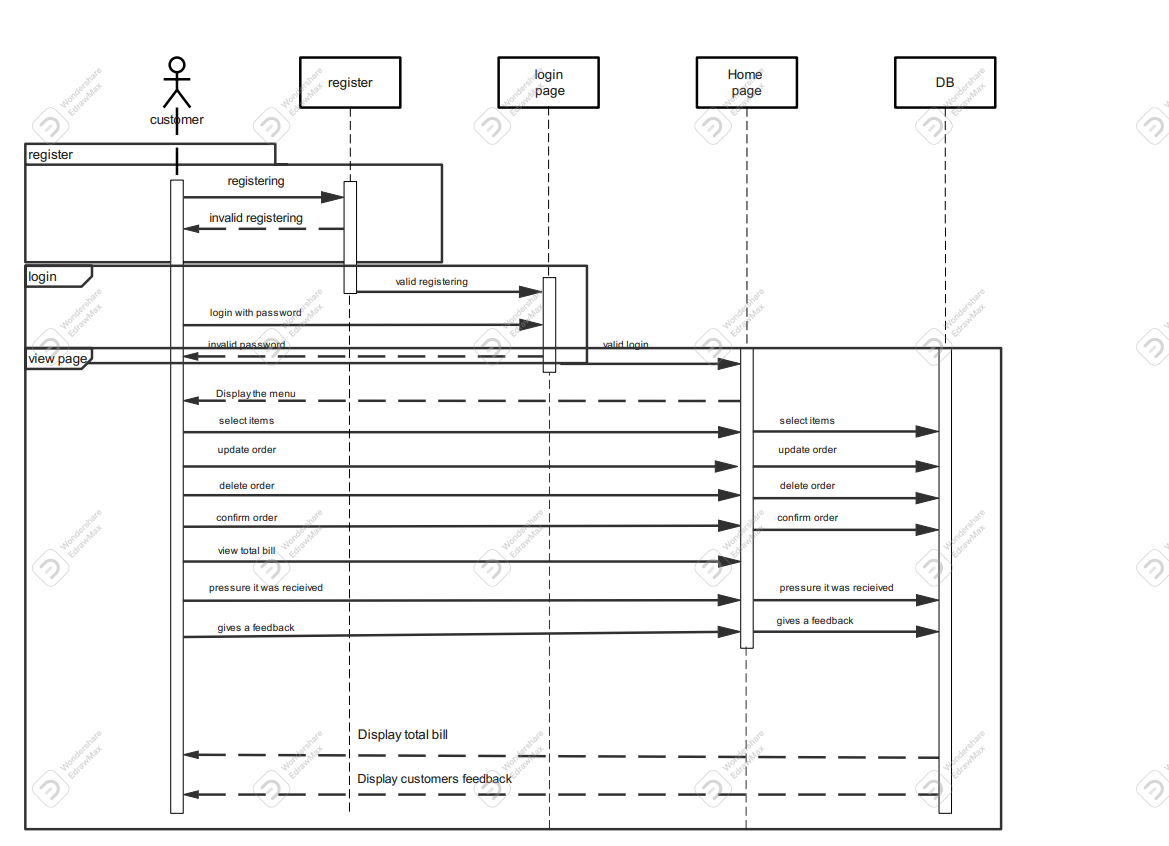 customer
register
login
page
Home
page
DB
register
registering
invalid registering
login
valid registering
login with password
invalid password
valid login
view page
Display the menu
select items
select items
update order
update order
delete order
delete order
confirm order
confirm order
view total bill
pressure it was recieived
pressure it was recieived
gives a feedback
gives a feedback
Display total bill
Display customers feedback
Wondershare
EdrawMax